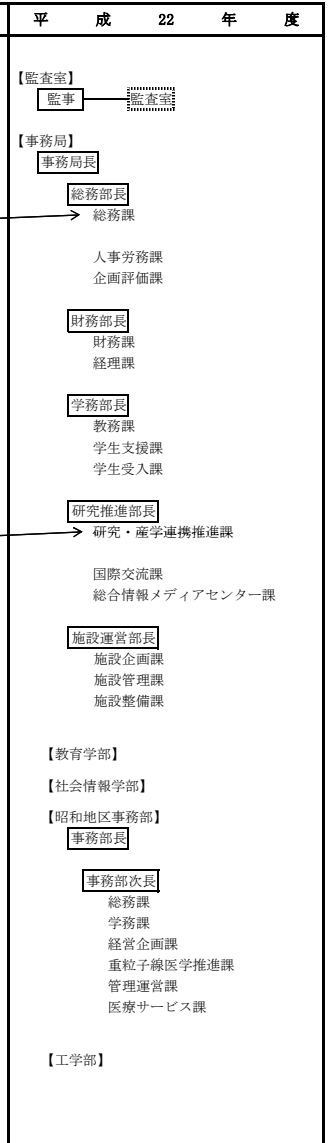 平成22年度
【監査室】
監事 監査室
【事務局】
事務局長
総務部長
総務課
人事労務課
企画評価課
財務部長
財務課
経理課
学務部長
教務課
学生支援課
学生受入課
研究推進部長
研究・産学連携推進課
国際交流課
総合情報メディアセンター課
施設運営部長
施設企画課
施設管理課
施設整備課
【教育学部】
【社会情報学部】
【昭和地区事務部】
事務部長
事務部次長
総務課
学務課
経営企画課
重粒子線医学推進課
管理運営課
医療サービス課
【工学部】